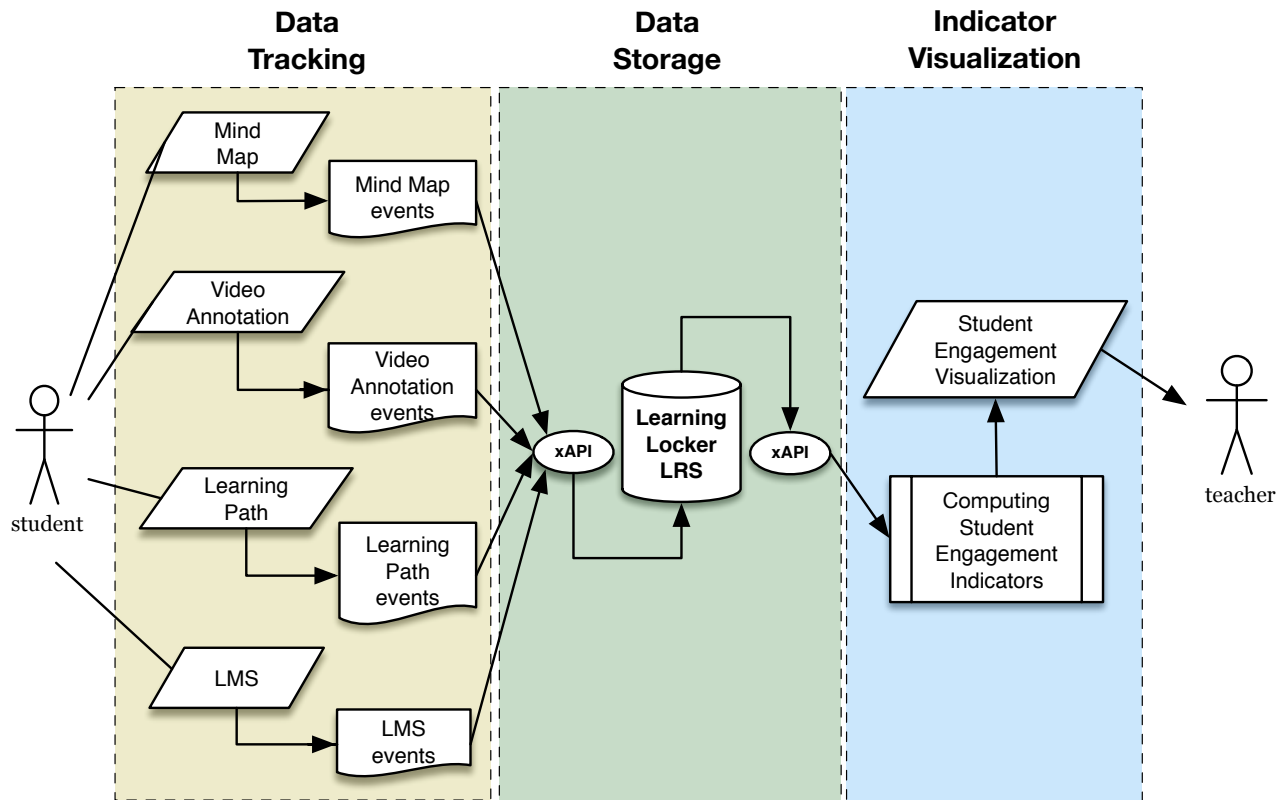 Data
Tracking
Data
Storage
Indicator
Visualization
Mind
Map
Mind Map
events
Video
Annotation
Video
Annotation
events
Learning
Path
Learning
Path
events
LMS
LMS
events
student
xAPI
Learning
Locker
LRS
xAPI
Student
Engagement
Visualization
Computing
Student
Engagement
Indicators
teacher